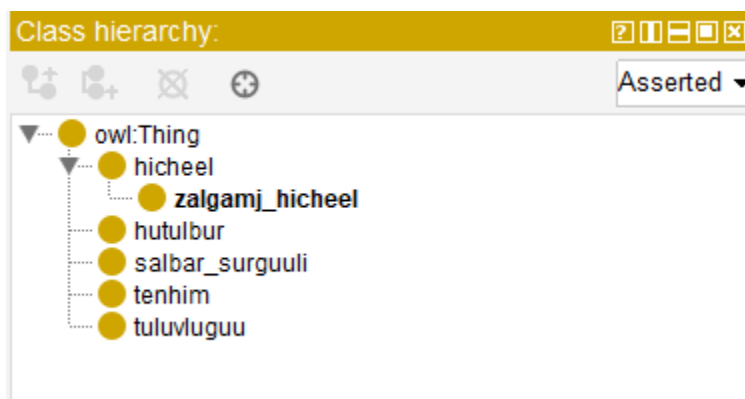 Class hierarchy:
Asserted
owl:Thing
hicheel
zalgamj_hicheel
hutulbur
salbar_surguuli
tenhim
tuluvluguu